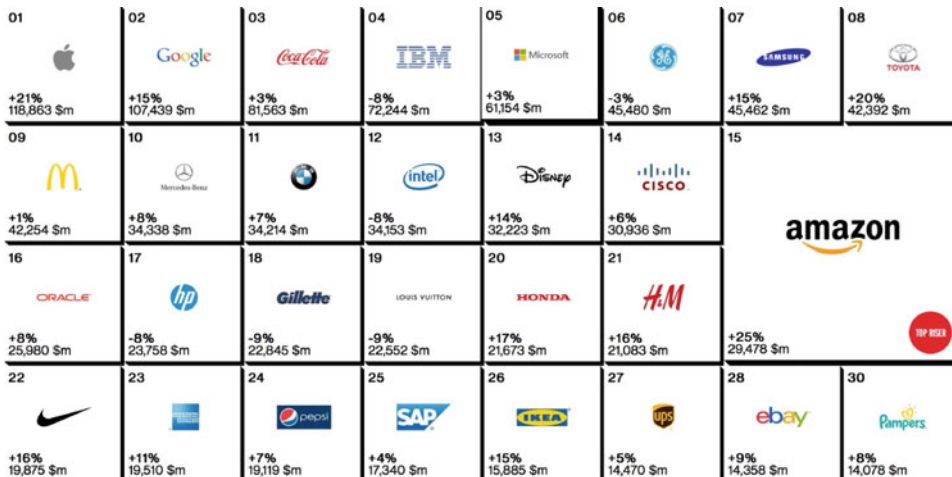 01
+21%
118,863 $m
02
Google
+15%
107,439 $m
03
Coca-Cola
+3%
81,563 $m
04
IBM
-8%
72,244 $m
05
Microsoft
+3%
61,154 $m
06
GE
-3%
45,480 $m
07
SAMSUNG
+15%
45,462 $m
08
TOYOTA
+20%
42,392 $m
09
+1%
42,254 $m
10
Mercedes-Benz
+8%
34,338 $m
11
+7%
34,214 $m
12
intel
-8%
34,153 $m
13
Disney
+14%
32,223 $m
14
CISCO
+6%
30,936 $m
15
amazon
+25%
29,478 $m
TOP RISER
16
ORACLE
+8%
25,980 $m
17
hp
-8%
23,758 $m
18
Gillette
-9%
22,845 $m
19
LOUIS VUITTON
-9%
22,552 $m
20
HONDA
+17%
21,673 $m
21
H&M
+16%
21,083 $m
22
+16%
19,875 $m
23
+11%
19,510 $m
24
pepsi
+7%
19,119 $m
25
SAP
+4%
17,340 $m
26
IKEA
+15%
15,885 $m
27
ups
+5%
14,470 $m
28
ebay
+9%
14,358 $m
30
Pampers
+8%
14,078 $m